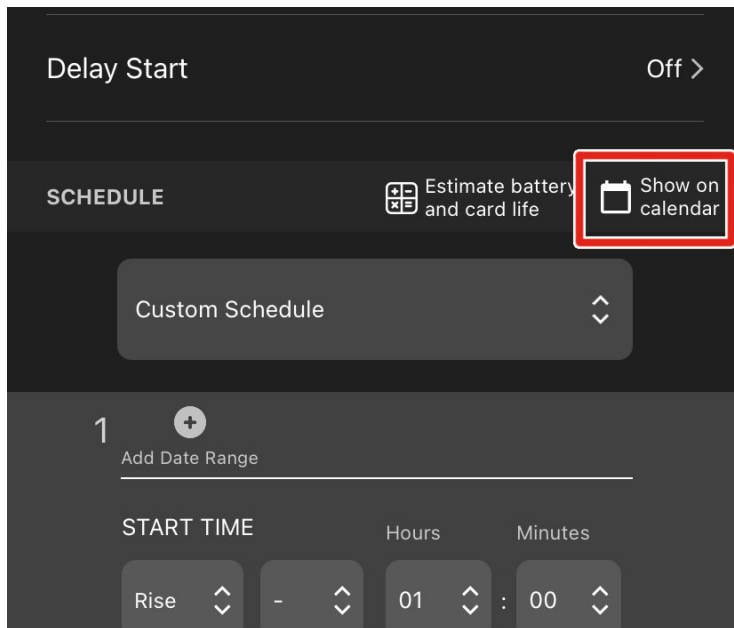 Delay Start Off
SCHEDULE Estimate battery and card life Show on calendar
Custom Schedule
1
Add Date Range
START TIME Hours Minutes
Rise - 01 : 00